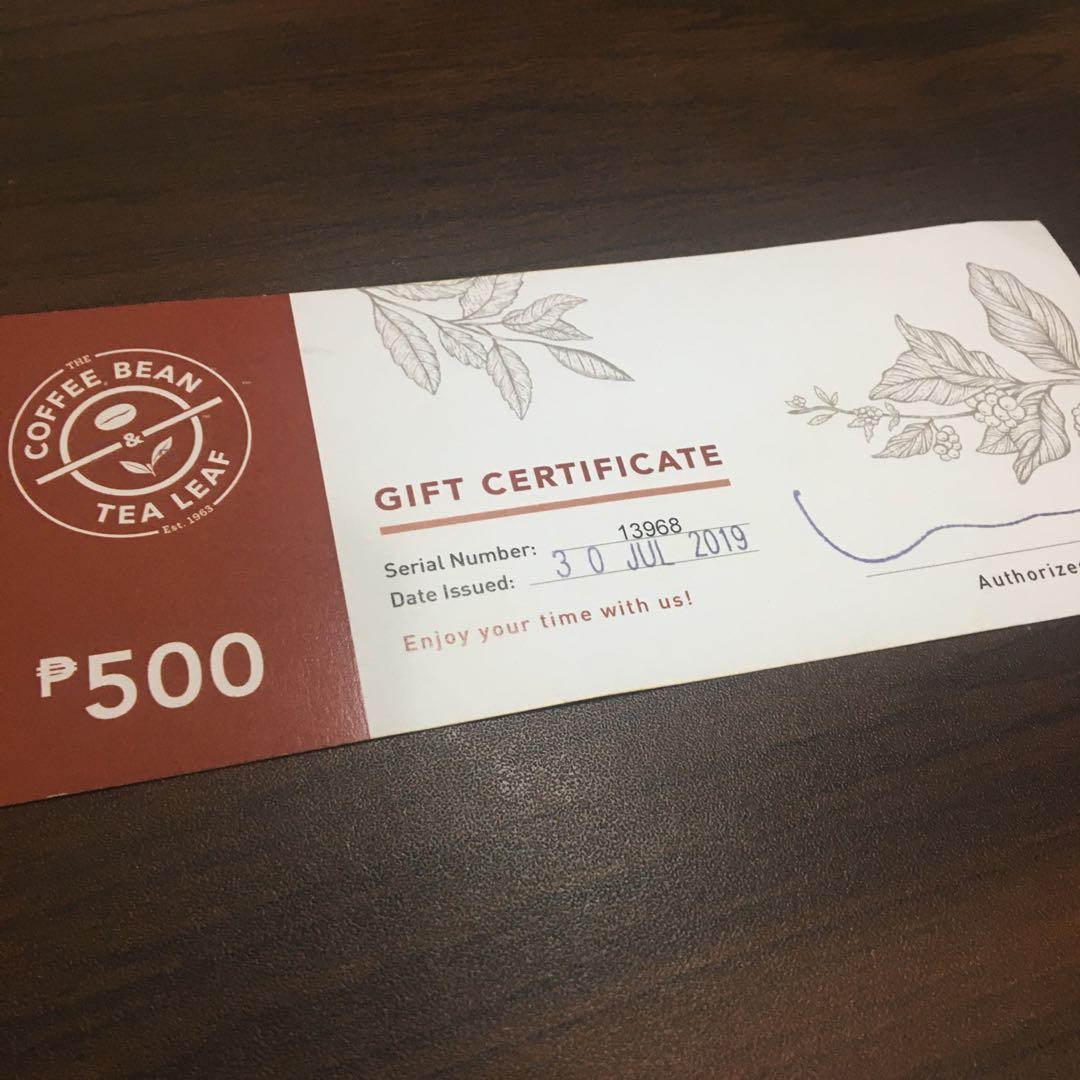 THE
COFFEE BEAN
&
TEA LEAF
Est. 1963
₱500
GIFT CERTIFICATE
Serial Number: 13968
Date Issued: 30 JUL 2019
Enjoy your time with us!